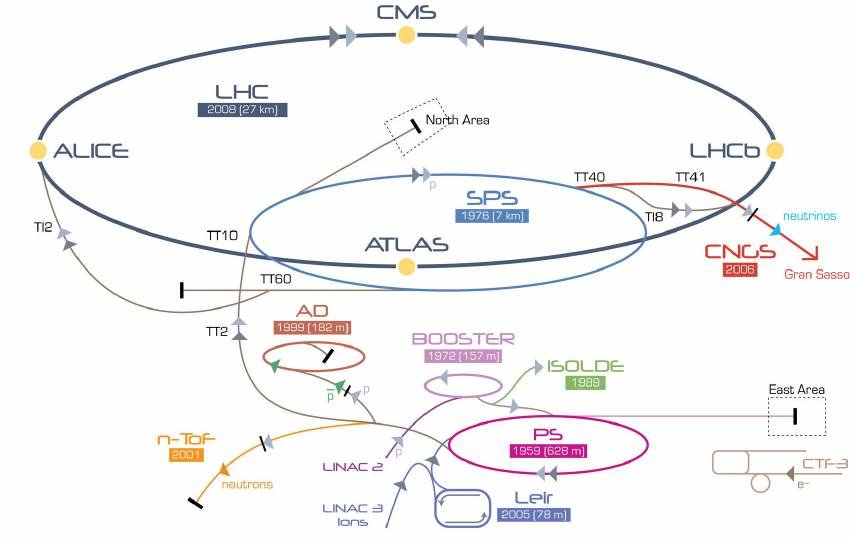 CMS
LHC
2008 (27 km)
North Area
ALICE
LHCb
TT40
TT41
SPS
1976 (7 km)
p
TI8
TI2
TT10
ATLAS
neutrinos
CNGS
2006
Gran Sasso
TT60
AD
1999 (182 m)
TT2
BOOSTER
1972 (157 m)
ISOLDE
1989
p̅
p
East Area
n-ToF
2001
PS
1959 (628 m)
p
LINAC 2
neutrons
CTF-3
e-
LINAC 3
Ions
LeIr
2005 (78 m)